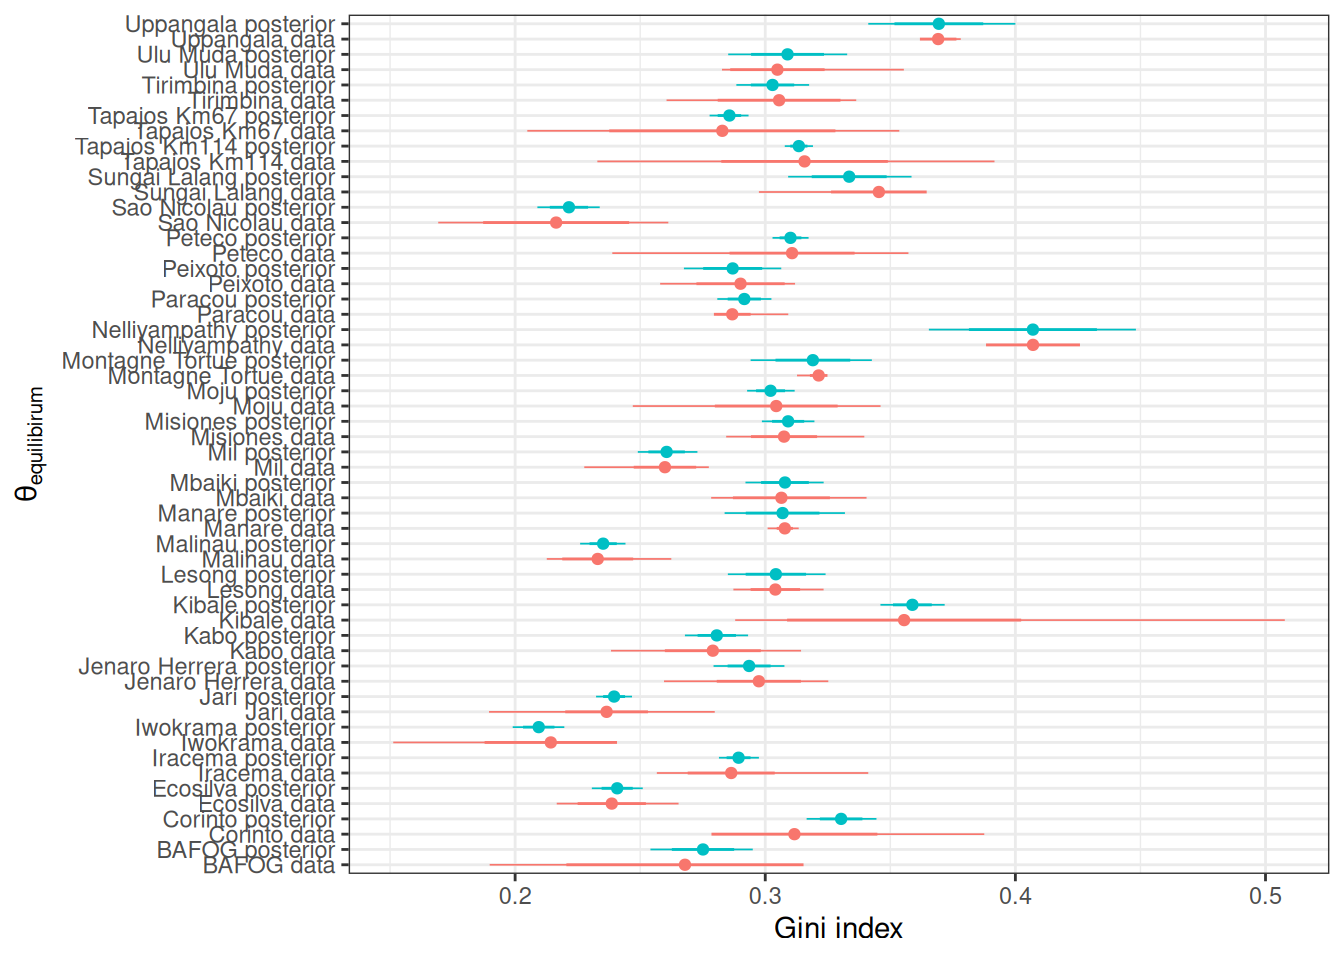 Uppangala posterior
Uppangala data
Ulu Muda posterior
Ulu Muda data
Tirimbina posterior
Tirimbina data
Tapajos Km67 posterior
Tapajos Km67 data
Tapajos Km114 posterior
Tapajos Km114 data
Sungai Lalang posterior
Sungai Lalang data
Sao Nicolau posterior
Sao Nicolau data
Peteco posterior
Peteco data
Peixoto posterior
Peixoto data
Paracou posterior
Paracou data
Nelliyampathy posterior
Nelliyampathy data
Montagne Tortue posterior
Montagne Tortue data
Moju posterior
Moju data
Misiones posterior
Misiones data
Mil posterior
Mil data
Mbaiki posterior
Mbaiki data
Manare posterior
Manare data
Malinau posterior
Malinau data
Lesong posterior
Lesong data
Kibale posterior
Kibale data
Kabo posterior
Kabo data
Jenaro Herrera posterior
Jenaro Herrera data
Jari posterior
Jari data
Iwokrama posterior
Iwokrama data
Iracema posterior
Iracema data
Ecosilva posterior
Ecosilva data
Corinto posterior
Corinto data
BAFOG posterior
BAFOG data
θequilibirum
0.2 0.3 0.4 0.5
Gini index